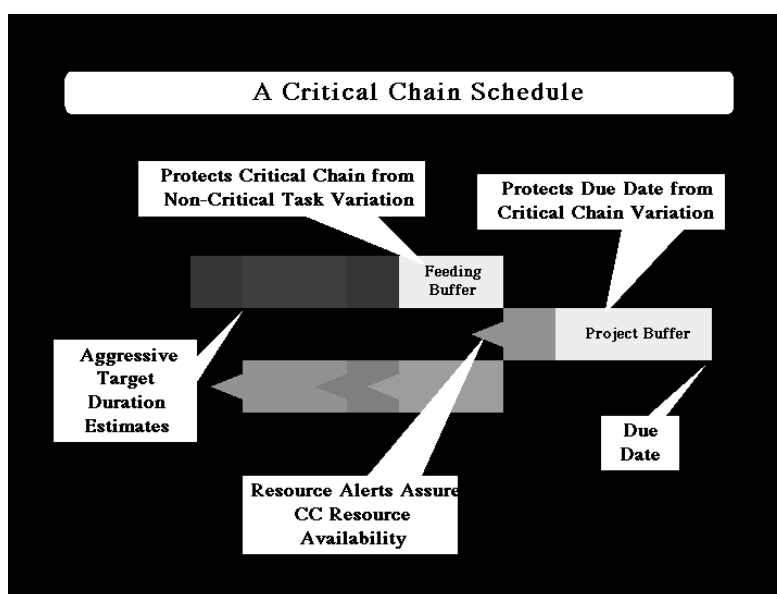 A Critical Chain Schedule
Protects Critical Chain from
Non-Critical Task Variation
Protects Due Date from
Critical Chain Variation
Feeding
Buffer
Project Buffer
Aggressive
Target
Duration
Estimates
Due
Date
Resource Alerts Assure
CC Resource
Availability